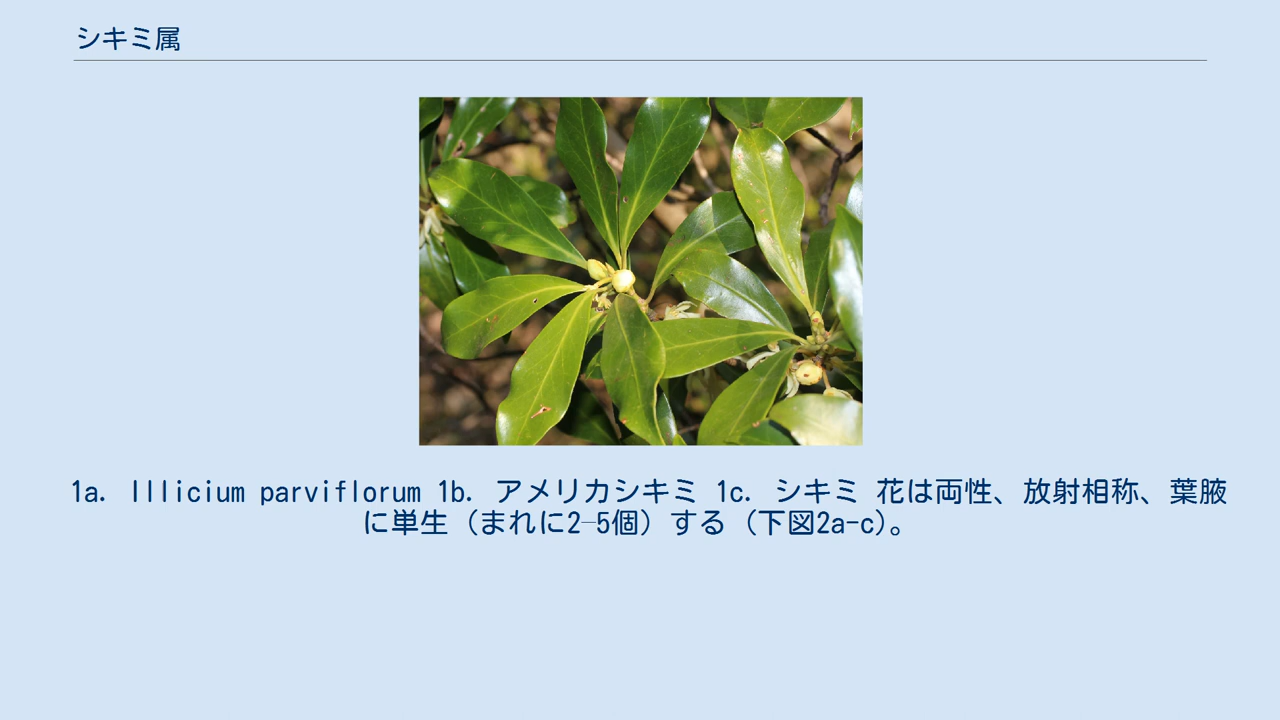 シキミ属
1a. Illicium parviflorum 1b. アメリカシキミ 1c. シキミ 花は両性、放射相称、葉腋
に単生（まれに2–5個）する（下図2a-c）。